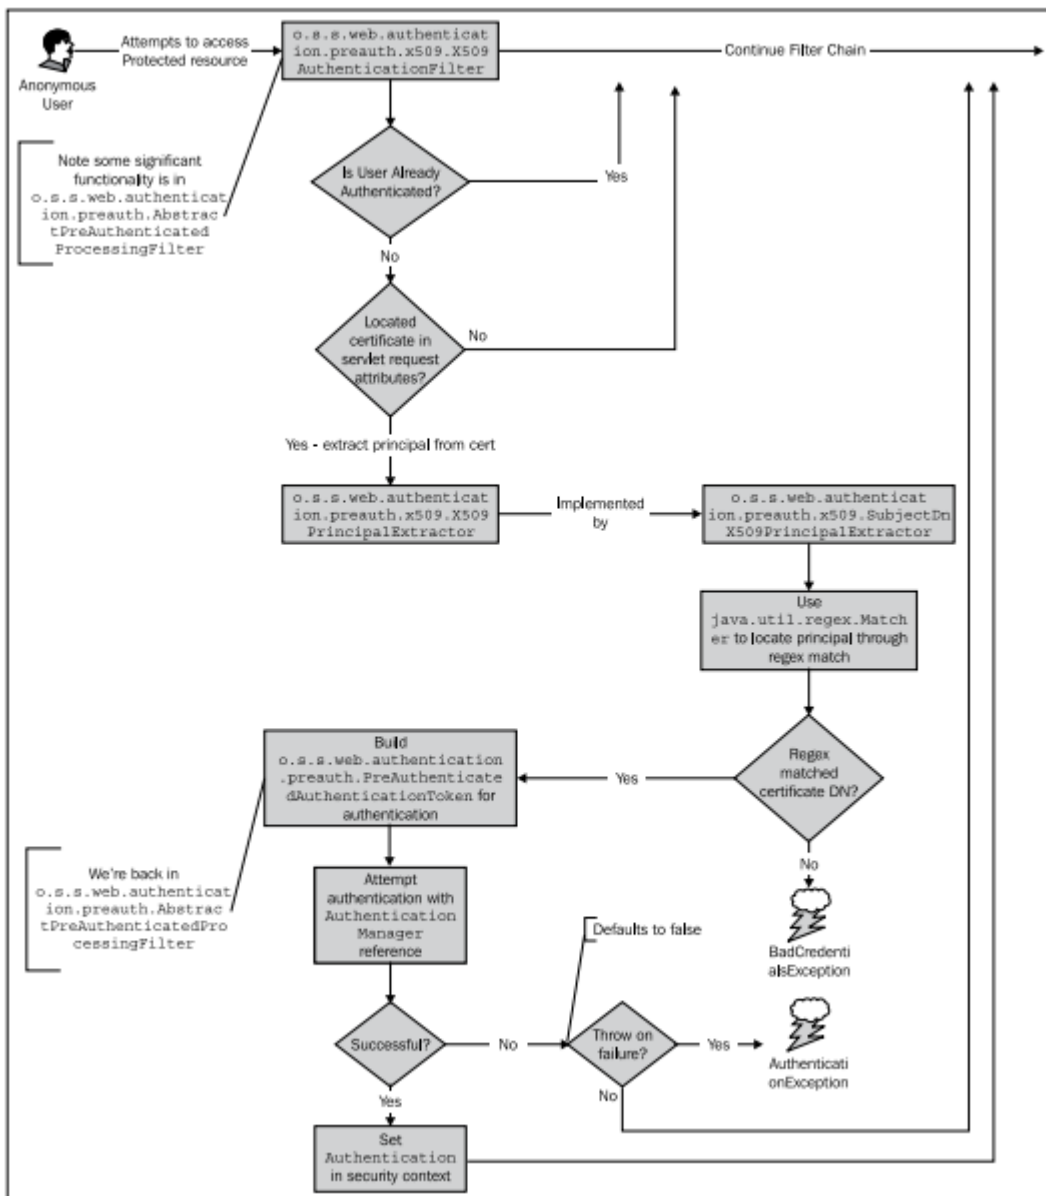 Attempts to access
Protected resource
Anonymous
User
o.s.s.web.authenticat
ion.preauth.x509.X509
AuthenticationFilter
Continue Filter Chain
Note some significant
functionality is in
o.s.s.web.authenticat
ion.preauth.Abstrac
tPreAuthenticated
ProcessingFilter
Is User Already
Authenticated?
Yes
No
Located
certificate in
servlet request
attributes?
No
Yes - extract principal from cert
o.s.s.web.authenticat
ion.preauth.x509.X509
PrincipalExtractor
Implemented
by
o.s.s.web.authenticat
ion.preauth.x509.SubjectDn
X509PrincipalExtractor
Use
java.util.regex.Match
er to locate principal through
regex match
Regex
matched
certificate DN?
Yes
No
BadCredenti
alsException
Build
o.s.s.web.authentication
.preauth.PreAuthenticate
dAuthenticationToken for
authentication
We're back in
o.s.s.web.authenticat
ion.preauth.Abstrac
tPreAuthenticatedPro
cessingFilter
Attempt
authentication with
Authentication
Manager
reference
Defaults to false
Successful?
No
Throw on
failure?
Yes
Authenticati
onException
No
Yes
Set
Authentication
in security context